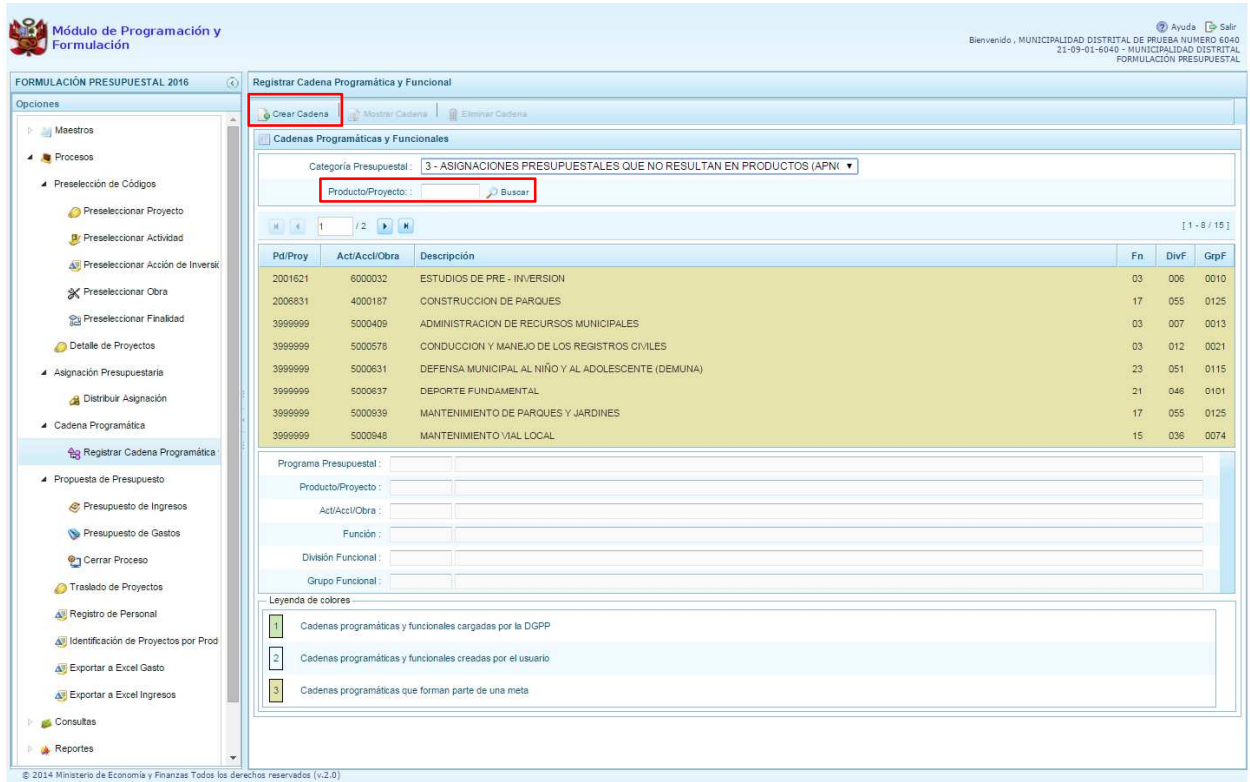 Módulo de Programación y
Formulación
Ayuda Salir
Bienvenido , MUNICIPALIDAD DISTRITAL DE PRUEBA NUMERO 6040
21-09-01-6040 - MUNICIPALIDAD DISTRITAL
FORMULACIÓN PRESUPUESTAL
FORMULACIÓN PRESUPUESTAL 2016
Opciones
Maestros
Procesos
Preselección de Códigos
Preseleccionar Proyecto
Preseleccionar Actividad
Preseleccionar Acción de Inversió
Preseleccionar Obra
Preseleccionar Finalidad
Detalle de Proyectos
Asignación Presupuestaria
Distribuir Asignación
Cadena Programática
Registrar Cadena Programática
Propuesta de Presupuesto
Presupuesto de Ingresos
Presupuesto de Gastos
Cerrar Proceso
Traslado de Proyectos
Registro de Personal
Identificación de Proyectos por Prod
Exportar a Excel Gasto
Exportar a Excel Ingresos
Consultas
Reportes
Registrar Cadena Programática y Funcional
Crear Cadena Mostrar Cadena Eliminar Cadena
Cadenas Programáticas y Funcionales
Categoría Presupuestal : 3 - ASIGNACIONES PRESUPUESTALES QUE NO RESULTAN EN PRODUCTOS (APN
Producto/Proyecto: : Buscar
1 / 2 [ 1 - 8 / 15 ]
Pd/Proy Act/AccI/Obra Descripción Fn DivF GrpF
2001621 6000032 ESTUDIOS DE PRE - INVERSION 03 006 0010
2006831 4000187 CONSTRUCCION DE PARQUES 17 055 0125
3999999 5000409 ADMINISTRACION DE RECURSOS MUNICIPALES 03 007 0013
3999999 5000578 CONDUCCION Y MANEJO DE LOS REGISTROS CIVILES 03 012 0021
3999999 5000631 DEFENSA MUNICIPAL AL NIÑO Y AL ADOLESCENTE (DEMUNA) 23 051 0115
3999999 5000637 DEPORTE FUNDAMENTAL 21 046 0101
3999999 5000939 MANTENIMIENTO DE PARQUES Y JARDINES 17 055 0125
3999999 5000948 MANTENIMIENTO VIAL LOCAL 15 036 0074
Programa Presupuestal :
Producto/Proyecto :
Act/AccI/Obra :
Función :
División Funcional :
Grupo Funcional :
Leyenda de colores
1 Cadenas programáticas y funcionales cargadas por la DGPP
2 Cadenas programáticas y funcionales creadas por el usuario
3 Cadenas programáticas que forman parte de una meta
© 2014 Ministerio de Economía y Finanzas Todos los derechos reservados (v.2.0)